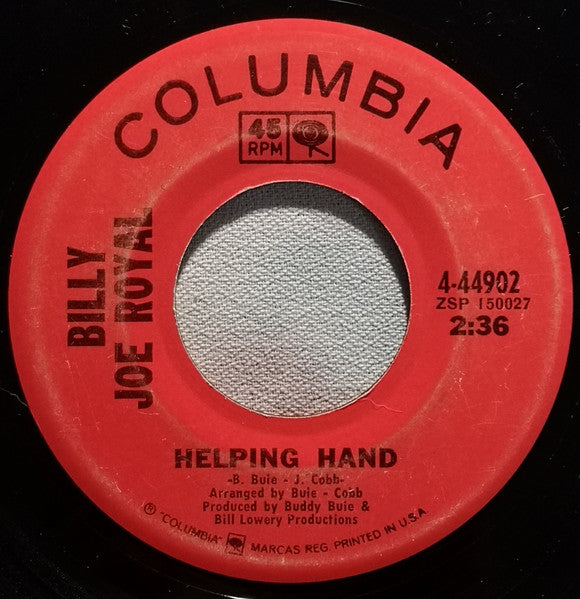 COLUMBIA
45
RPM
BILLY
JOE ROYAL
4-44902
ZSP 150027
2:36
HELPING HAND
-B. Buie - J. Cobb-
Arranged by Buie - Cobb
Produced by Buddy Buie &
Bill Lowery Productions
® "COLUMBIA" MARCAS REG. PRINTED IN U.S.A.